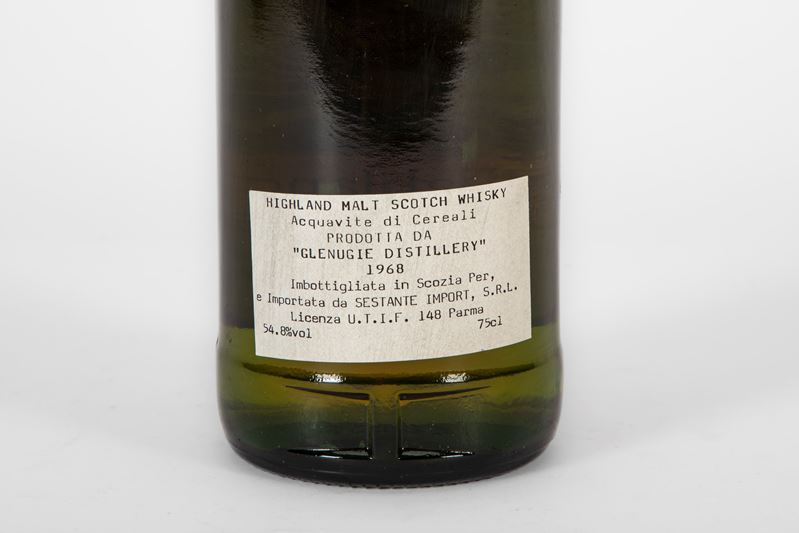 HIGHLAND MALT SCOTCH WHISKY
Acquavite di Cereali
PRODOTTA DA
"GLENUGIE DISTILLERY"
1968
Imbottigliata in Scozia Per,
e Importata da SESTANTE IMPORT, S.R.L.
Licenza U.T.I.F. 148 Parma
54.8%vol 75cl